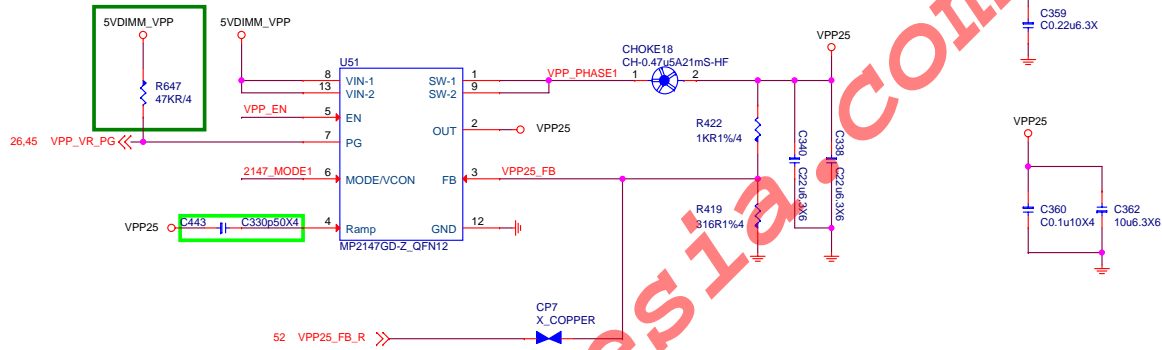 5VDIMM_VPP
5VDIMM_VPP
R647
47KR/4
26,45 VPP_VR_PG
VPP_EN
2147_MODE1
VPP25
C443
C330p50X4
U51
8 VIN-1
13 VIN-2
5 EN
7 PG
6 MODE/VCON
4 Ramp
SW-1 1
SW-2 9
OUT 2
FB 3
GND 12
MP2147GD-Z_QFN12
VPP_PHASE1
VPP25
VPP25_FB
CHOKE18
CH-0.47u5A21mS-HF
1 2
R422
1KR1%/4
R419
316R1%4
C340
C22u6.3X6
C338
C22u6.3X6
VPP25
CP7
X_COPPER
52 VPP25_FB_R
C359
C0.22u6.3X
VPP25
C360
C0.1u10X4
C362
10u6.3X6
esia.com